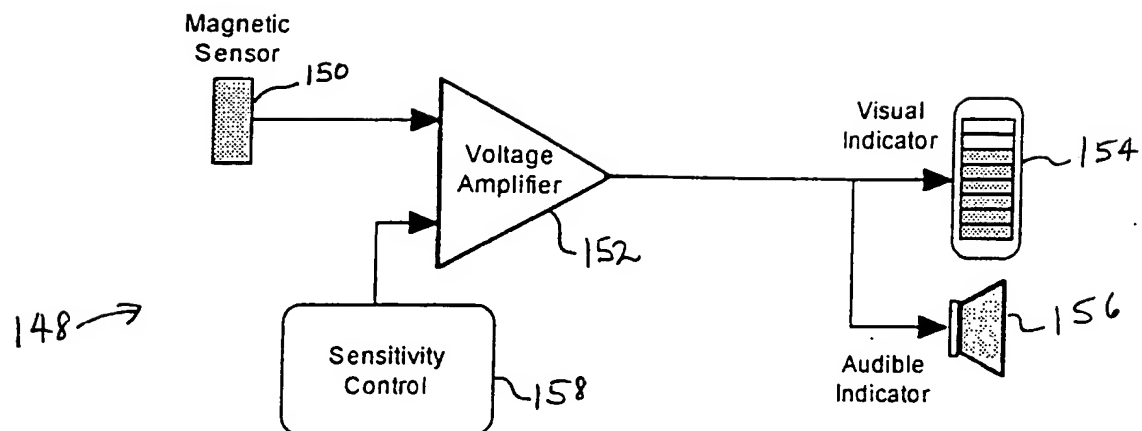 Magnetic
Sensor
150
Voltage
Amplifier
152
Visual
Indicator
154
148
Sensitivity
Control
158
Audible
Indicator
156